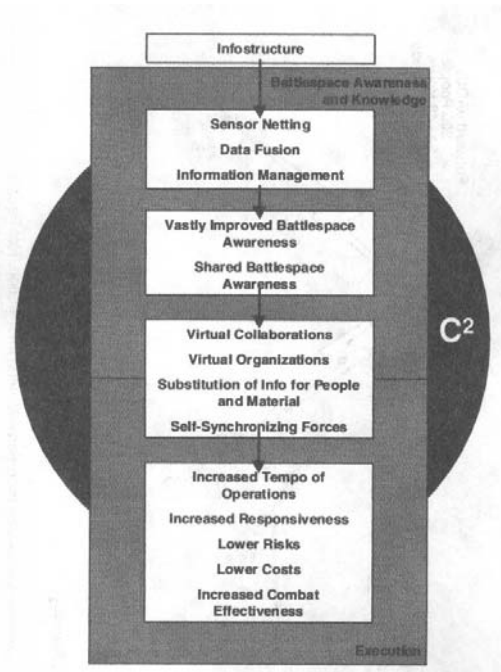 Infostructure
Battlespace Awareness
and Knowledge
Sensor Netting
Data Fusion
Information Management
Vastly Improved Battlespace
Awareness
Shared Battlespace
Awareness
C²
Virtual Collaborations
Virtual Organizations
Substitution of Info for People
and Material
Self-Synchronizing Forces
Increased Tempo of
Operations
Increased Responsiveness
Lower Risks
Lower Costs
Increased Combat
Effectiveness
Execution